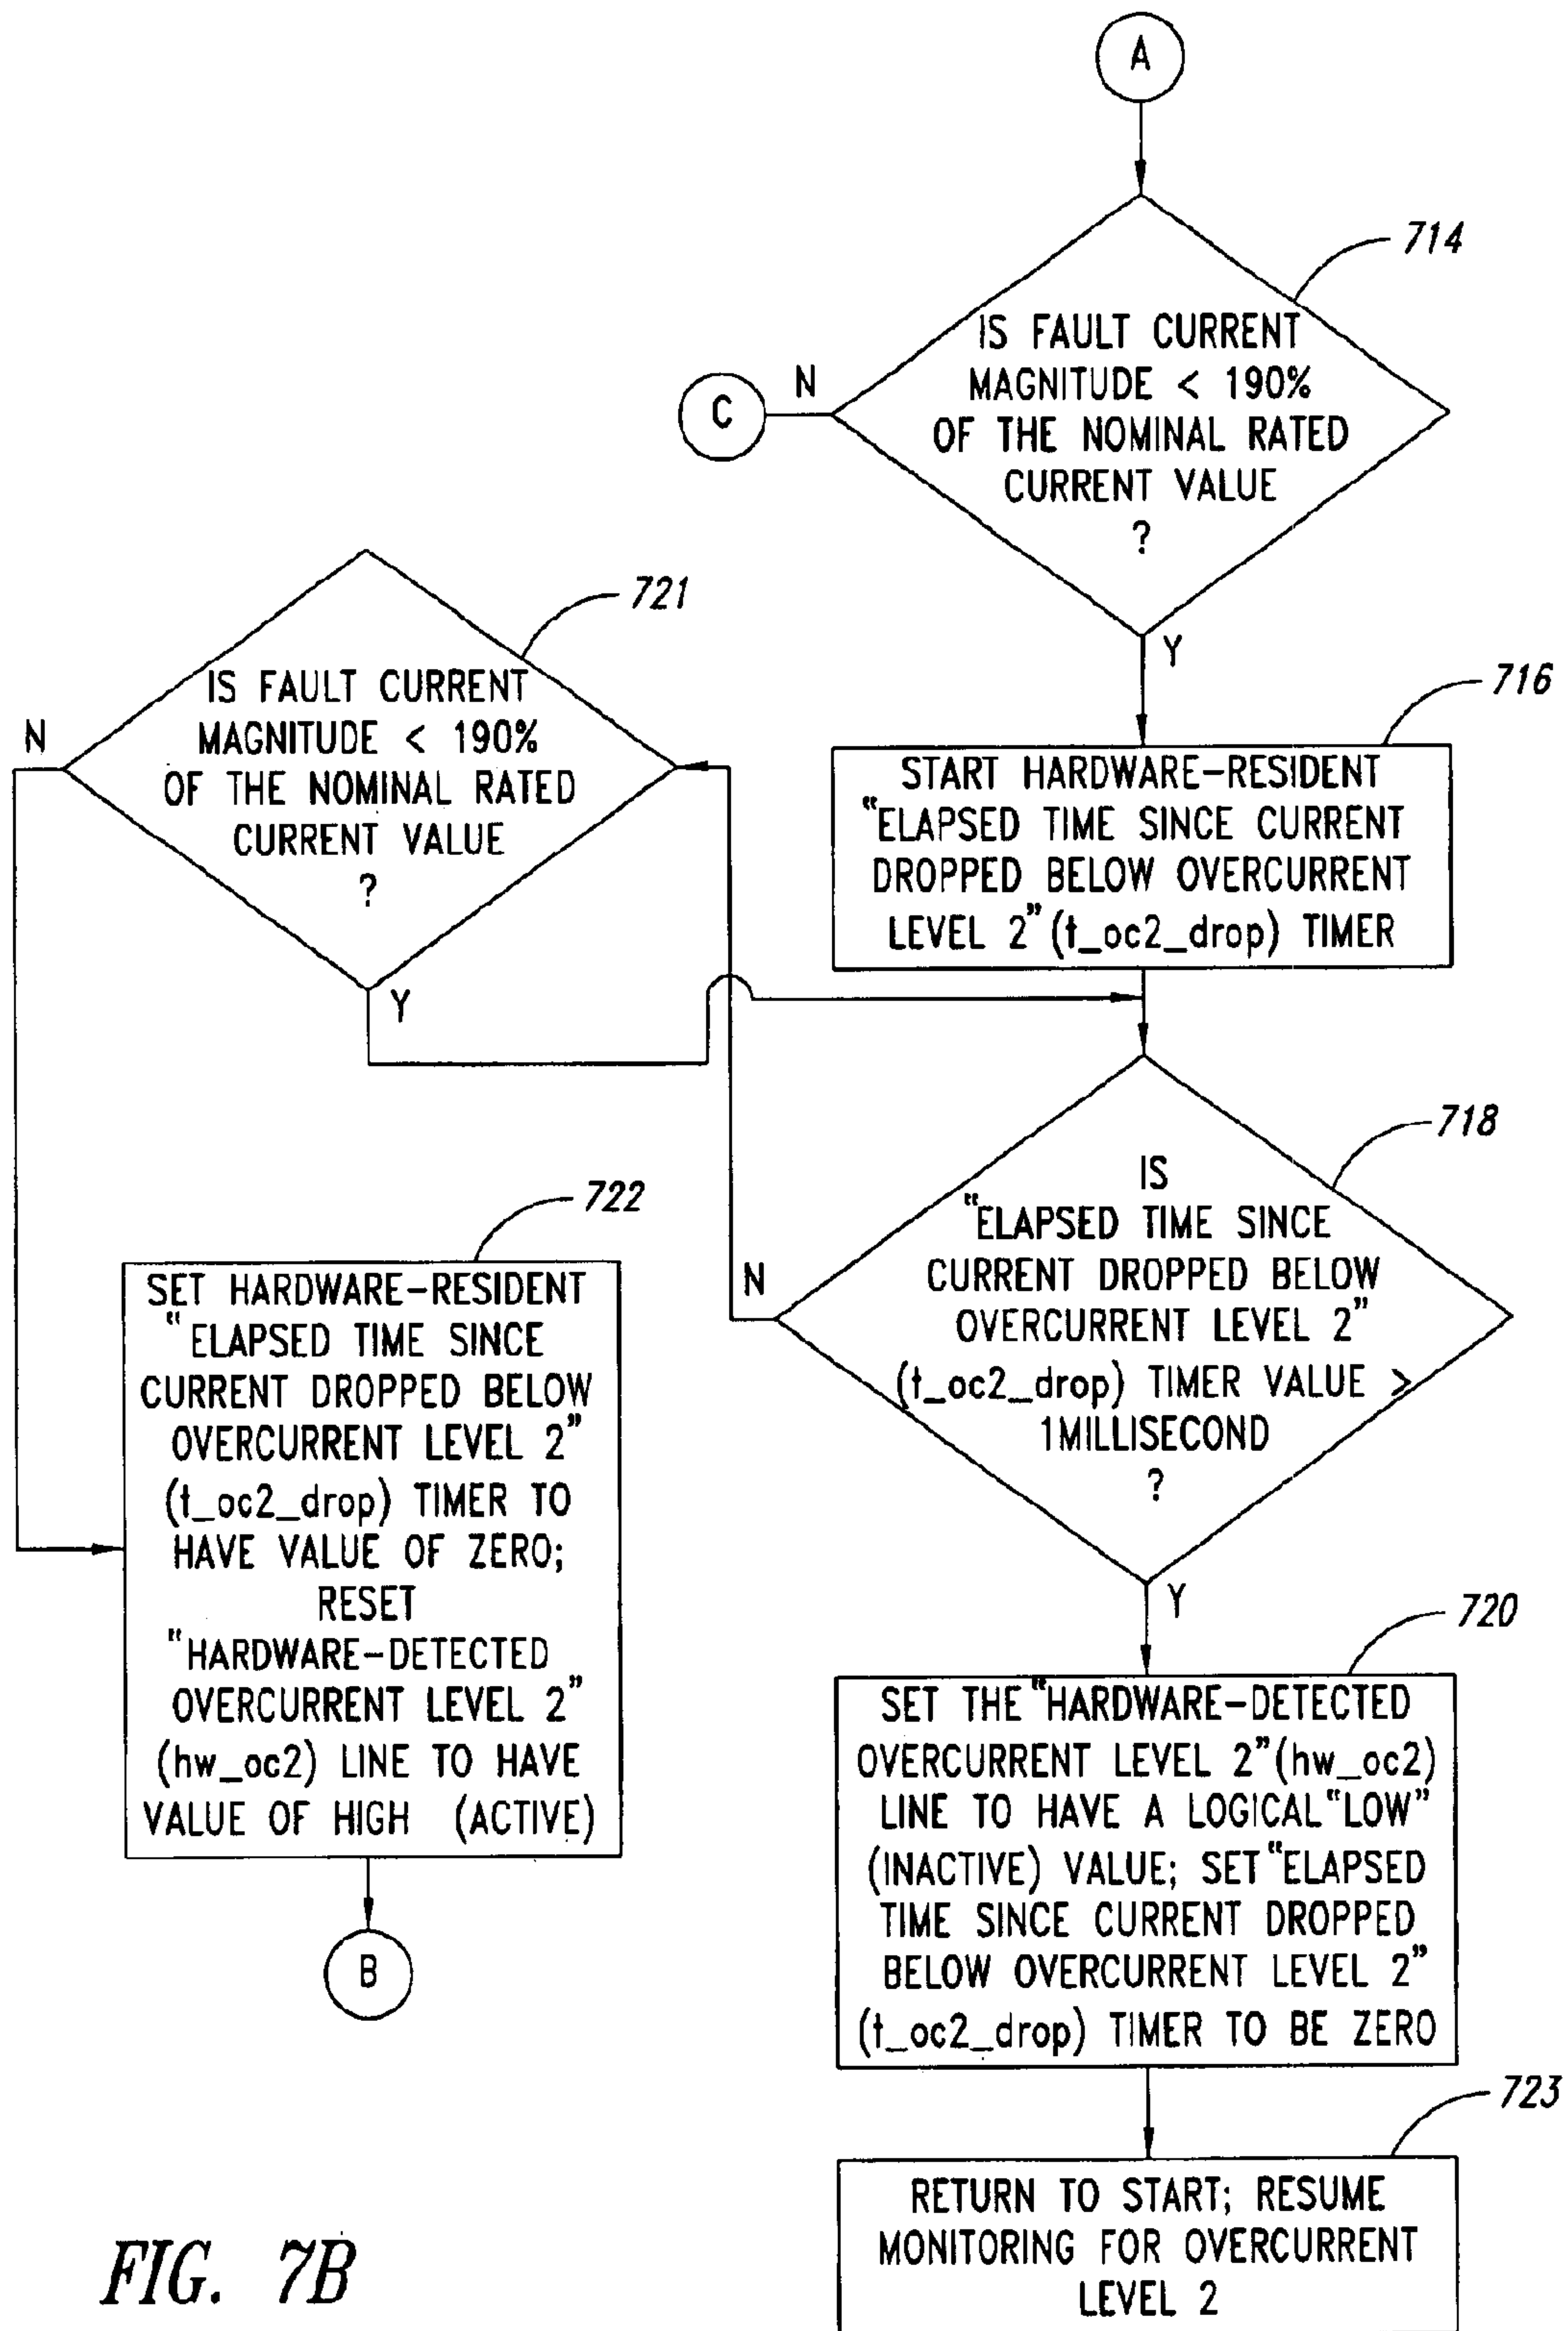 A
714
IS FAULT CURRENT
MAGNITUDE < 190%
OF THE NOMINAL RATED
CURRENT VALUE
?
N
C
Y
721
IS FAULT CURRENT
MAGNITUDE < 190%
OF THE NOMINAL RATED
CURRENT VALUE
?
N
Y
716
START HARDWARE-RESIDENT
"ELAPSED TIME SINCE CURRENT
DROPPED BELOW OVERCURRENT
LEVEL 2" (t_oc2_drop) TIMER
718
IS
"ELAPSED TIME SINCE
CURRENT DROPPED BELOW
OVERCURRENT LEVEL 2"
(t_oc2_drop) TIMER VALUE >
1MILLISECOND
?
N
Y
722
SET HARDWARE-RESIDENT
"ELAPSED TIME SINCE
CURRENT DROPPED BELOW
OVERCURRENT LEVEL 2"
(t_oc2_drop) TIMER TO
HAVE VALUE OF ZERO;
RESET
"HARDWARE-DETECTED
OVERCURRENT LEVEL 2"
(hw_oc2) LINE TO HAVE
VALUE OF HIGH (ACTIVE)
B
720
SET THE "HARDWARE-DETECTED
OVERCURRENT LEVEL 2" (hw_oc2)
LINE TO HAVE A LOGICAL "LOW"
(INACTIVE) VALUE; SET "ELAPSED
TIME SINCE CURRENT DROPPED
BELOW OVERCURRENT LEVEL 2"
(t_oc2_drop) TIMER TO BE ZERO
723
RETURN TO START; RESUME
MONITORING FOR OVERCURRENT
LEVEL 2
FIG. 7B